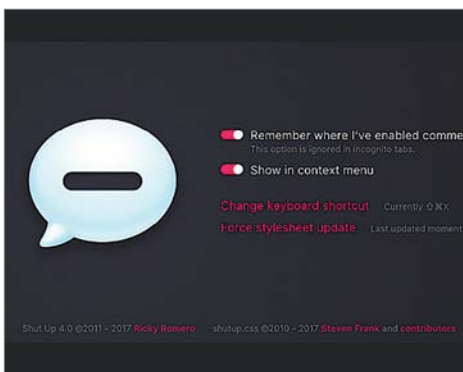 Remember where I've enabled comme
This option is ignored in incognito tabs.
Show in context menu
Change keyboard shortcut Currently ⇧⌘X
Force stylesheet update Last updated moment
Shut Up 4.0 ©2011 – 2017 Ricky Romero shutup.css ©2010 – 2017 Steven Frank and contributors